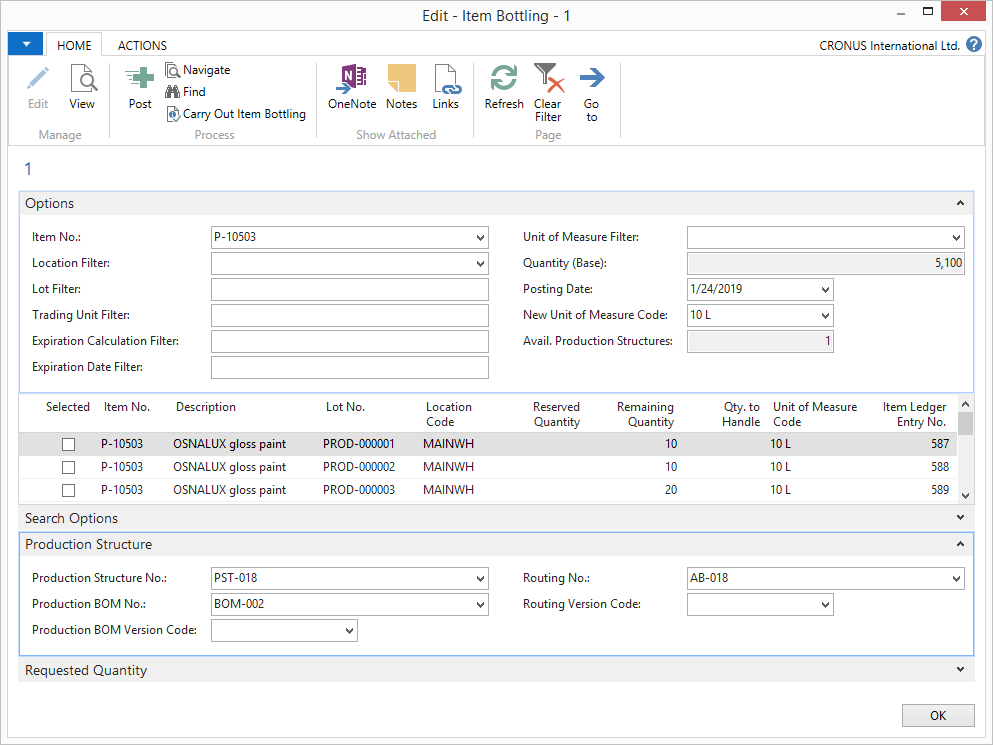 Edit - Item Bottling - 1
HOME ACTIONS CRONUS International Ltd. ?
Edit View Post Navigate Find Carry Out Item Bottling OneNote Notes Links Refresh Clear Filter Go to
Manage Process Show Attached Page
1
Options
Item No.: P-10503 Unit of Measure Filter:
Location Filter: Quantity (Base): 5,100
Lot Filter: Posting Date: 1/24/2019
Trading Unit Filter: New Unit of Measure Code: 10 L
Expiration Calculation Filter: Avail. Production Structures: 1
Expiration Date Filter:
Selected Item No. Description Lot No. Location Code Reserved Quantity Remaining Quantity Qty. to Handle Unit of Measure Code Item Ledger Entry No.
P-10503 OSNALUX gloss paint PROD-000001 MAINWH 10 10 L 587
P-10503 OSNALUX gloss paint PROD-000002 MAINWH 10 10 L 588
P-10503 OSNALUX gloss paint PROD-000003 MAINWH 20 10 L 589
Search Options
Production Structure
Production Structure No.: PST-018 Routing No.: AB-018
Production BOM No.: BOM-002 Routing Version Code:
Production BOM Version Code:
Requested Quantity
OK